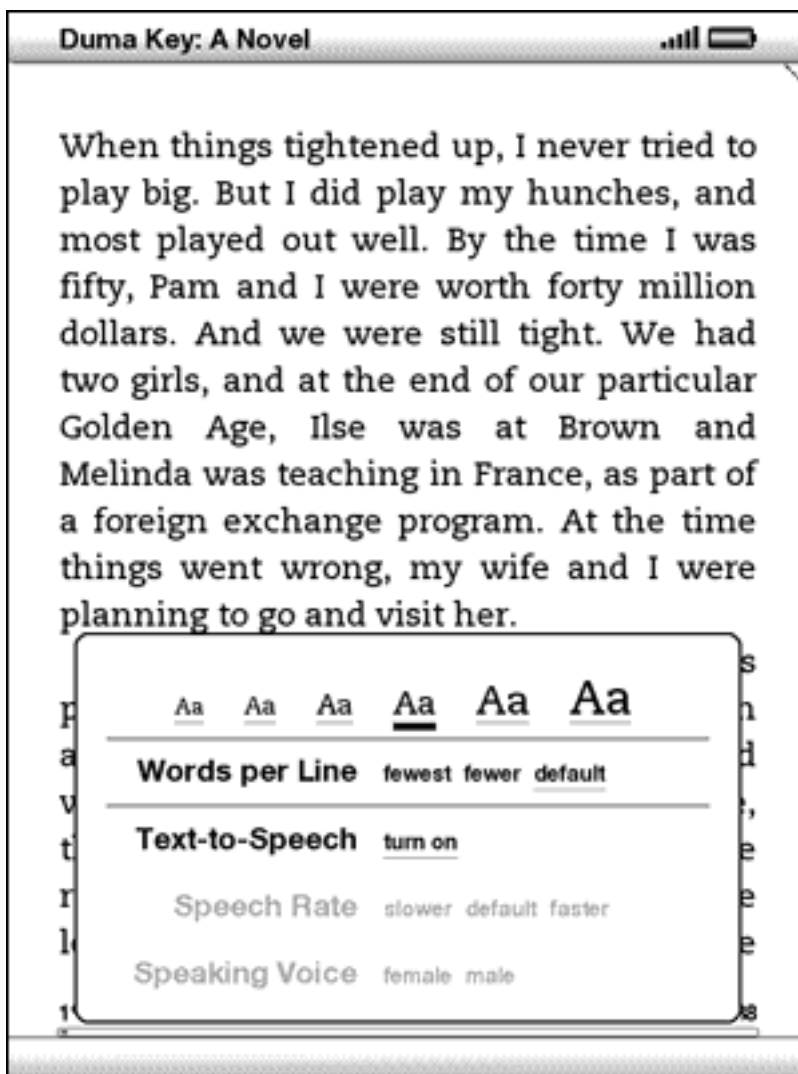 Duma Key: A Novel
When things tightened up, I never tried to
play big. But I did play my hunches, and
most played out well. By the time I was
fifty, Pam and I were worth forty million
dollars. And we were still tight. We had
two girls, and at the end of our particular
Golden Age, Ilse was at Brown and
Melinda was teaching in France, as part of
a foreign exchange program. At the time
things went wrong, my wife and I were
planning to go and visit her.
Aa Aa Aa Aa Aa Aa
Words per Line fewest fewer default
Text-to-Speech turn on
Speech Rate slower default faster
Speaking Voice female male